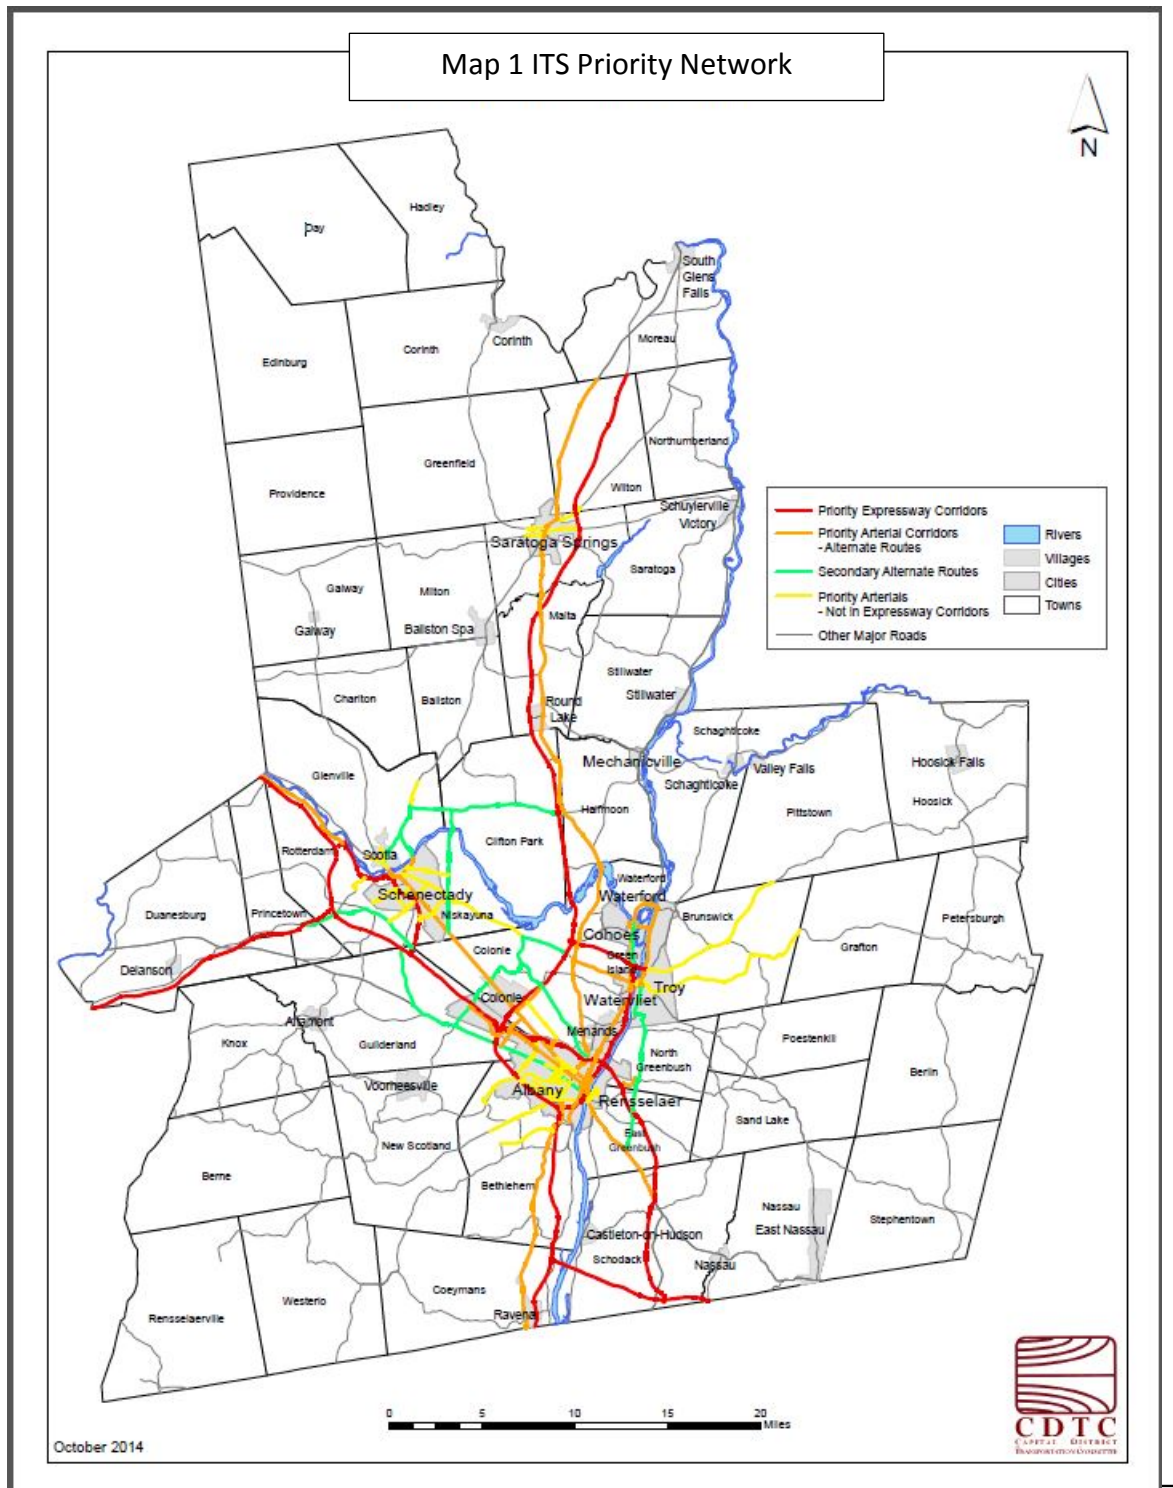 Map 1 ITS Priority Network
N
Hadley
Day
South
Glens
Falls
Moreau
Corinth
Corinth
Edinburg
Northumberland
Greenfield
Wilton
Providence
Schuylerville
Victory
Saratoga Springs
Saratoga
Galway
Milton
Malta
Galway
Ballston Spa
Stillwater
Stillwater
Charlton
Ballston
Round
Lake
Schaghticoke
Mechanicville
Valley Falls
Hoosick Falls
Glenville
Schaghticoke
Hoosick
Halfmoon
Pittstown
Clifton Park
Rotterdam
Scotia
Waterford
Waterford
Schenectady
Duanesburg
Princetown
Niskayuna
Brunswick
Petersburgh
Cohoes
Grafton
Colonie
Green
Island
Delanson
Troy
Colonie
Watervliet
Altamont
Menands
Knox
Guilderland
Poestenkill
North
Greenbush
Berlin
Voorheesville
Albany
Rensselaer
Sand Lake
East
Greenbush
New Scotland
Berne
Bethlehem
Nassau
Stephentown
East Nassau
Castleton-on-Hudson
Schodack
Nassau
Coeymans
Westerlo
Ravena
Rensselaerville
Priority Expressway Corridors
Priority Arterial Corridors
- Alternate Routes
Secondary Alternate Routes
Priority Arterials
- Not in Expressway Corridors
Other Major Roads
Rivers
Villages
Cities
Towns
0 5 10 15 20
Miles
October 2014
CDTC
CAPITAL DISTRICT
TRANSPORTATION COMMITTEE